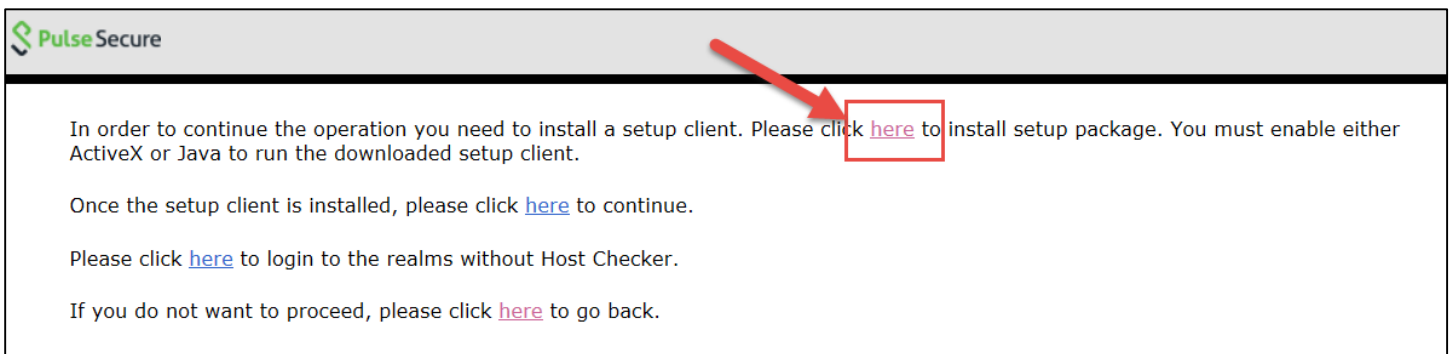 Pulse Secure
In order to continue the operation you need to install a setup client. Please click here to install setup package. You must enable either
ActiveX or Java to run the downloaded setup client.
Once the setup client is installed, please click here to continue.
Please click here to login to the realms without Host Checker.
If you do not want to proceed, please click here to go back.